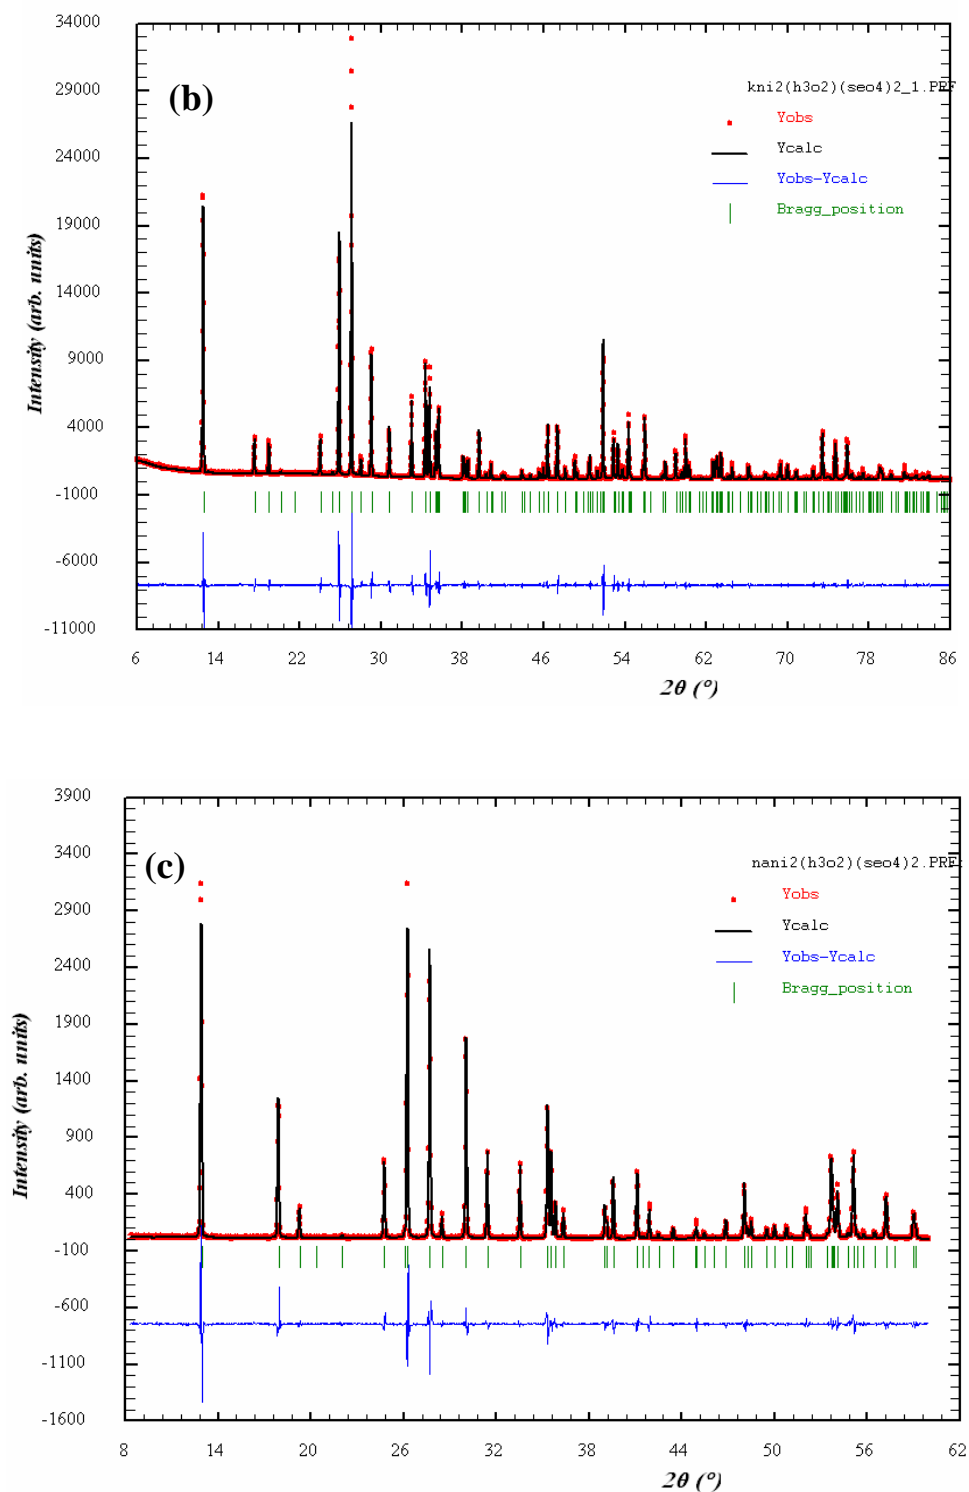 34000
(b)
kni2(h3o2)(seo4)2_1.PRF
29000
Yobs
Ycalc
24000
Yobs-Ycalc
Bragg_position
19000
14000
Intensity (arb. units)
9000
4000
-1000
-6000
-11000
6 14 22 30 38 46 54 62 70 78 86
2θ (°)
3900
(c)
3400
nani2(h3o2)(seo4)2.PRF
Yobs
2900
Ycalc
Yobs-Ycalc
2400
Bragg_position
1900
1400
Intensity (arb. units)
900
400
-100
-600
-1100
-1600
8 14 20 26 32 38 44 50 56 62
2θ (°)